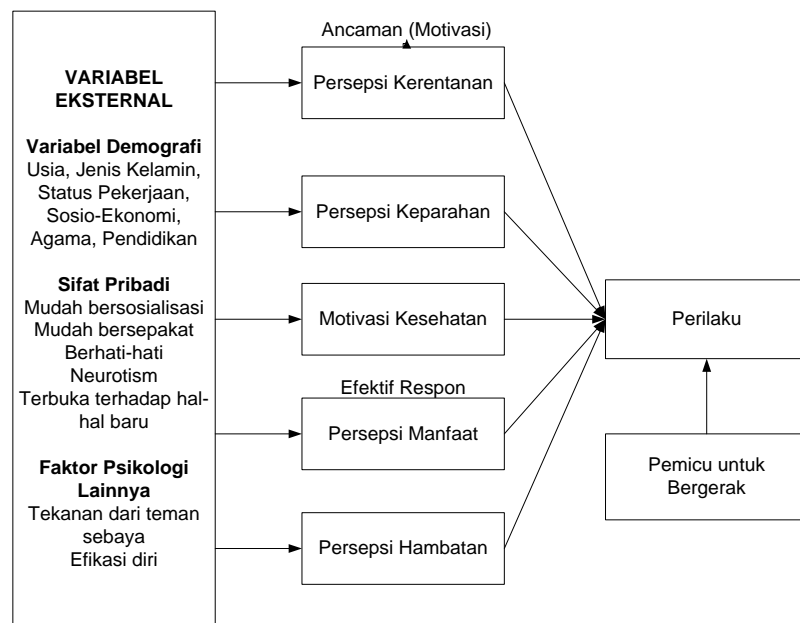 VARIABEL
EKSTERNAL
Variabel Demografi
Usia, Jenis Kelamin,
Status Pekerjaan,
Sosio-Ekonomi,
Agama, Pendidikan
Sifat Pribadi
Mudah bersosialisasi
Mudah bersepakat
Berhati-hati
Neurotism
Terbuka terhadap hal-
hal baru
Faktor Psikologi
Lainnya
Tekanan dari teman
sebaya
Efikasi diri
Ancaman (Motivasi)
Persepsi Kerentanan
Persepsi Keparahan
Motivasi Kesehatan
Efektif Respon
Persepsi Manfaat
Persepsi Hambatan
Perilaku
Pemicu untuk
Bergerak